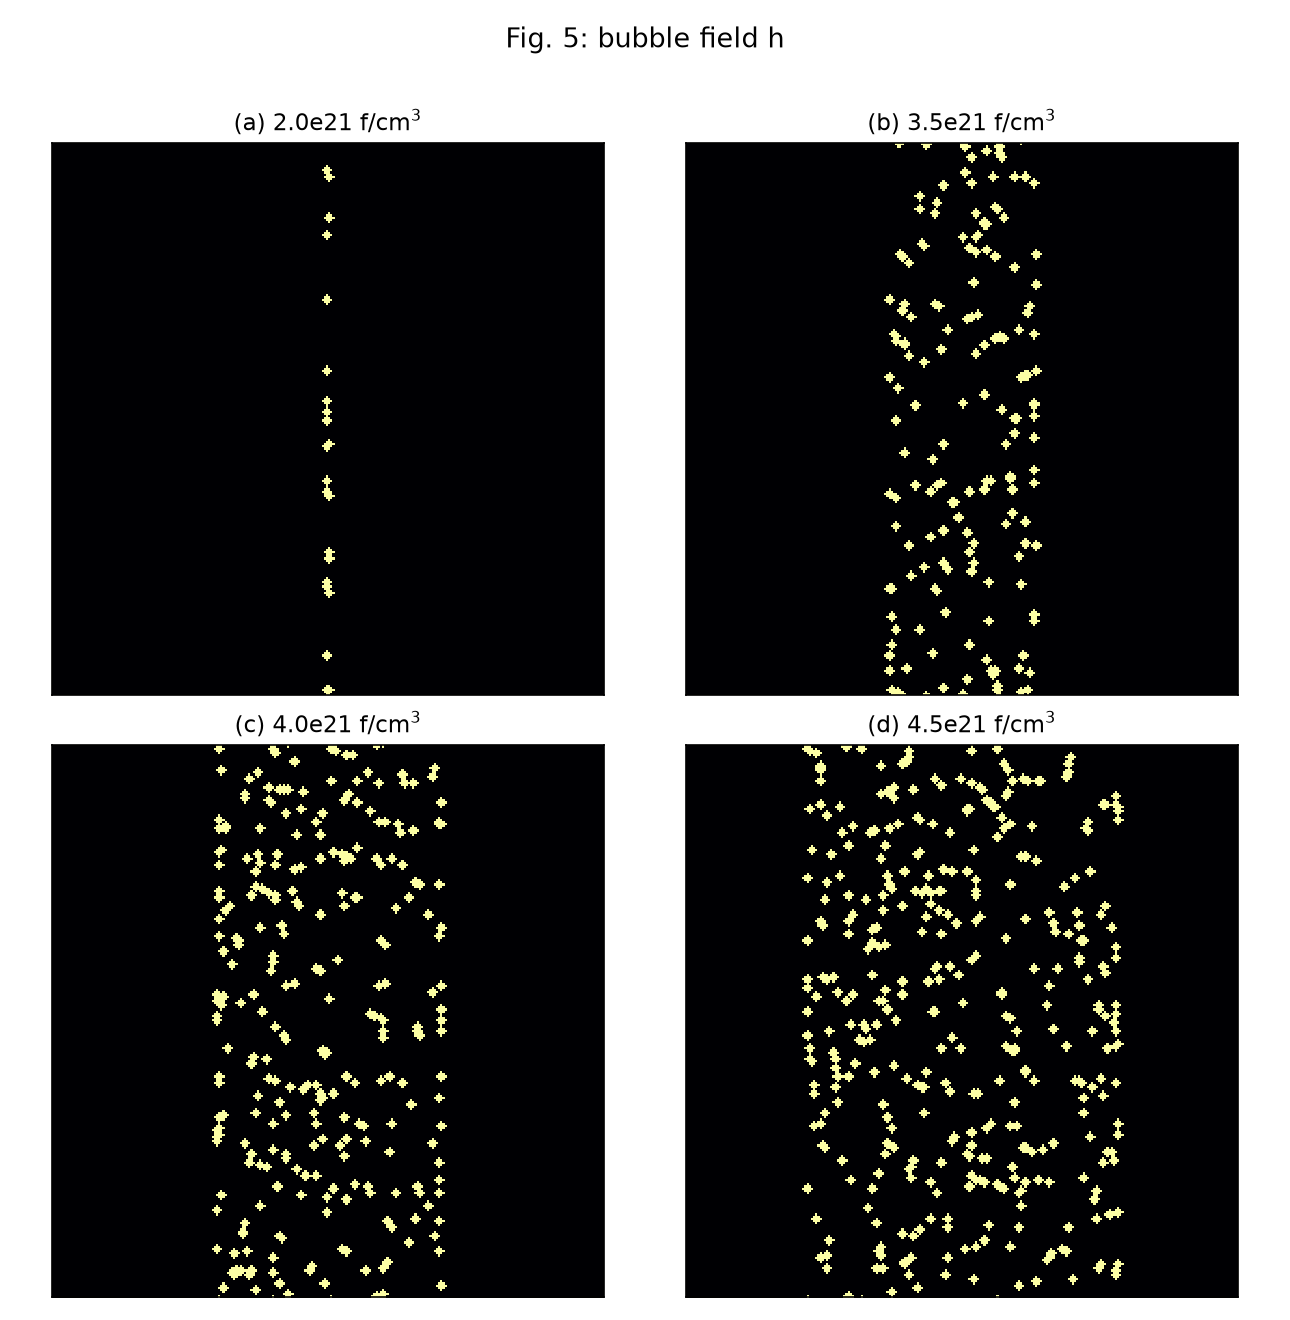 Fig. 5: bubble field h
(a) 2.0e21 f/cm³
(b) 3.5e21 f/cm³
(c) 4.0e21 f/cm³
(d) 4.5e21 f/cm³